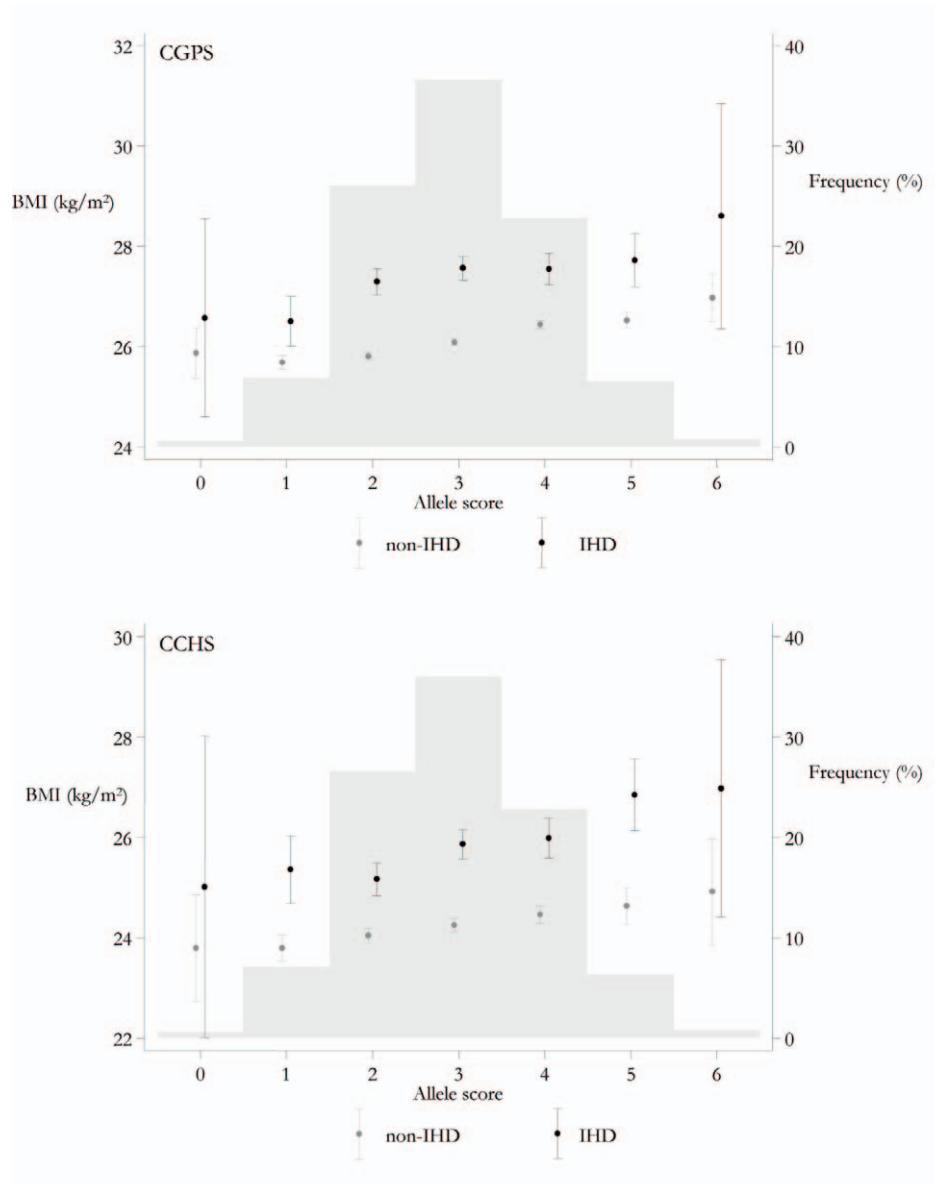 CGPS
32
30
28
26
24
BMI (kg/m²)
40
30
20
10
0
Frequency (%)
0 1 2 3 4 5 6
Allele score
non-IHD IHD
CCHS
30
28
26
24
22
BMI (kg/m²)
40
30
20
10
0
Frequency (%)
0 1 2 3 4 5 6
Allele score
non-IHD IHD